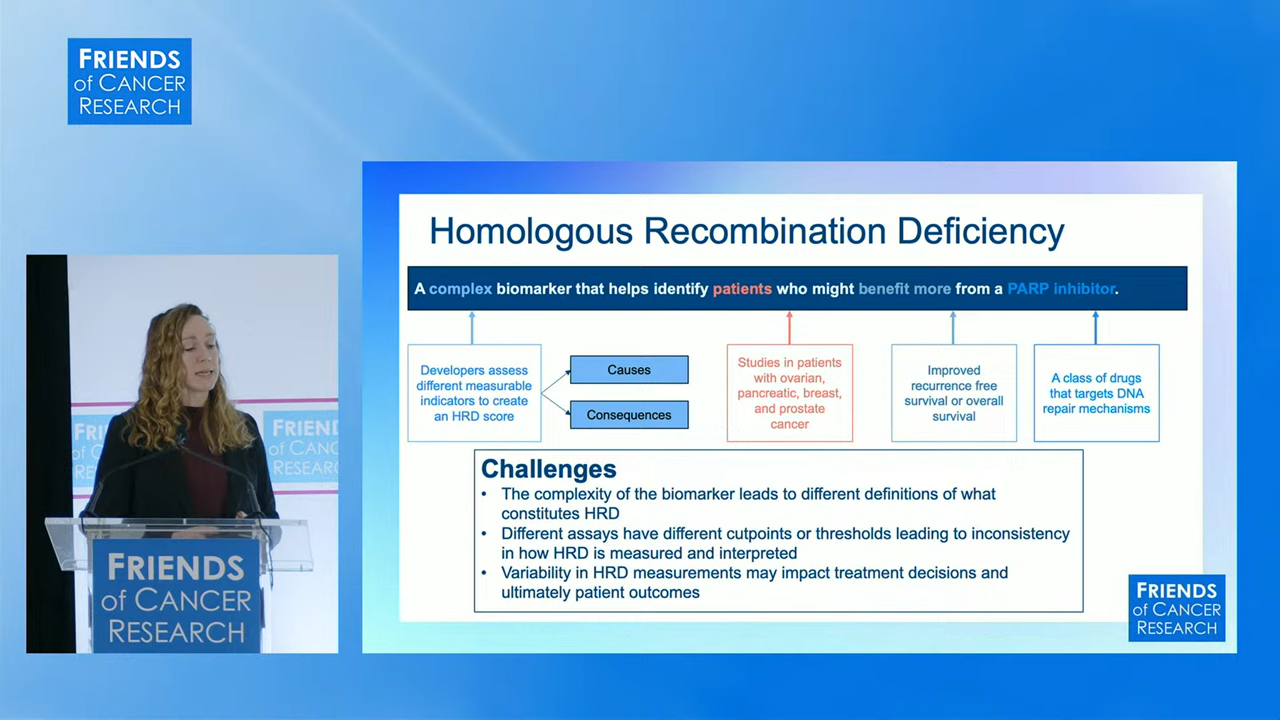 FRIENDS
of CANCER
RESEARCH
Homologous Recombination Deficiency
A complex biomarker that helps identify patients who might benefit more from a PARP inhibitor.
Developers assess
different measurable
indicators to create
an HRD score
Causes
Consequences
Studies in patients
with ovarian,
pancreatic, breast,
and prostate
cancer
Improved
recurrence free
survival or overall
survival
A class of drugs
that targets DNA
repair mechanisms
Challenges
• The complexity of the biomarker leads to different definitions of what
constitutes HRD
• Different assays have different cutpoints or thresholds leading to inconsistency
in how HRD is measured and interpreted
• Variability in HRD measurements may impact treatment decisions and
ultimately patient outcomes
FRIENDS
of CANCER
RESEARCH
FRIENDS
of CANCER
RESEARCH